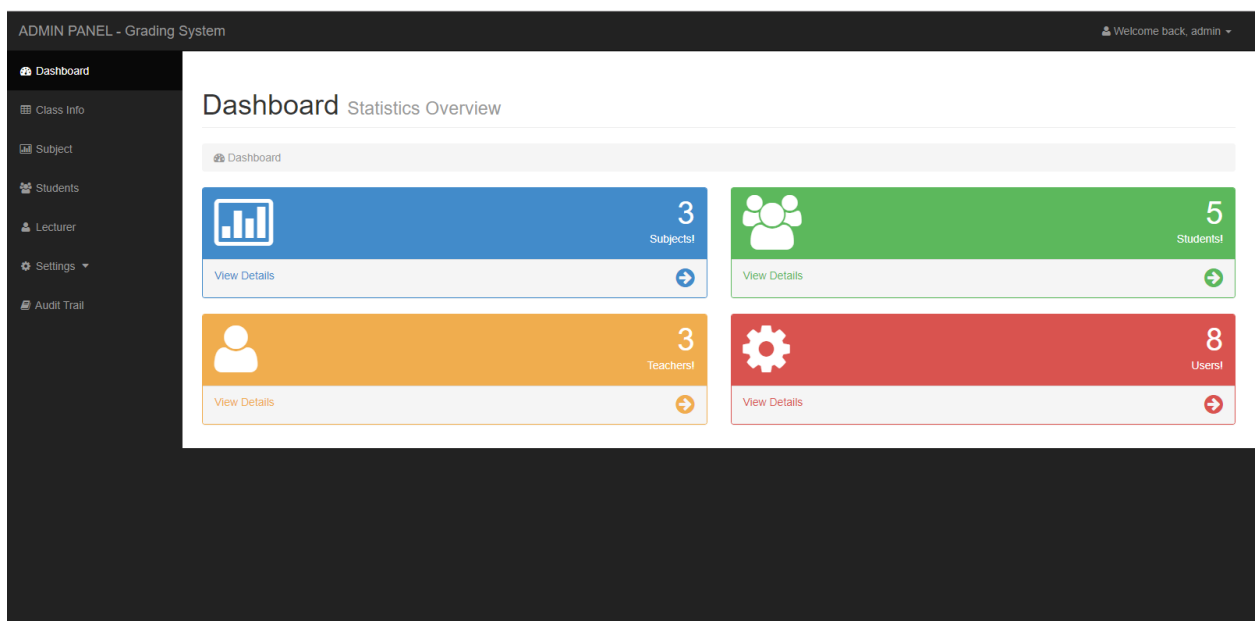 ADMIN PANEL - Grading System
Welcome back, admin
Dashboard
Class Info
Subject
Students
Lecturer
Settings
Audit Trail
Dashboard Statistics Overview
Dashboard
3
Subjects!
View Details
5
Students!
View Details
3
Teachers!
View Details
8
Users!
View Details